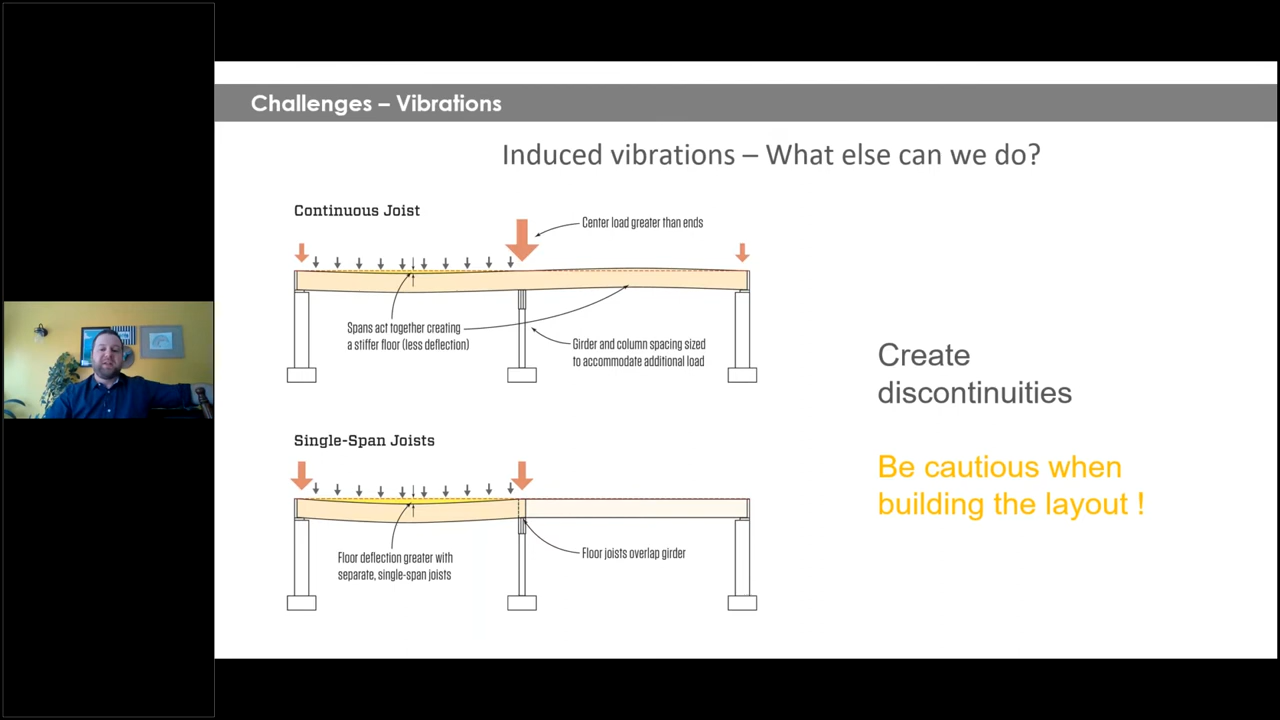 Challenges – Vibrations
Induced vibrations – What else can we do?
Continuous Joist
Center load greater than ends
Spans act together creating
a stiffer floor (less deflection)
Girder and column spacing sized
to accommodate additional load
Create
discontinuities
Single-Span Joists
Be cautious when
building the layout !
Floor deflection greater with
separate, single-span joists
Floor joists overlap girder